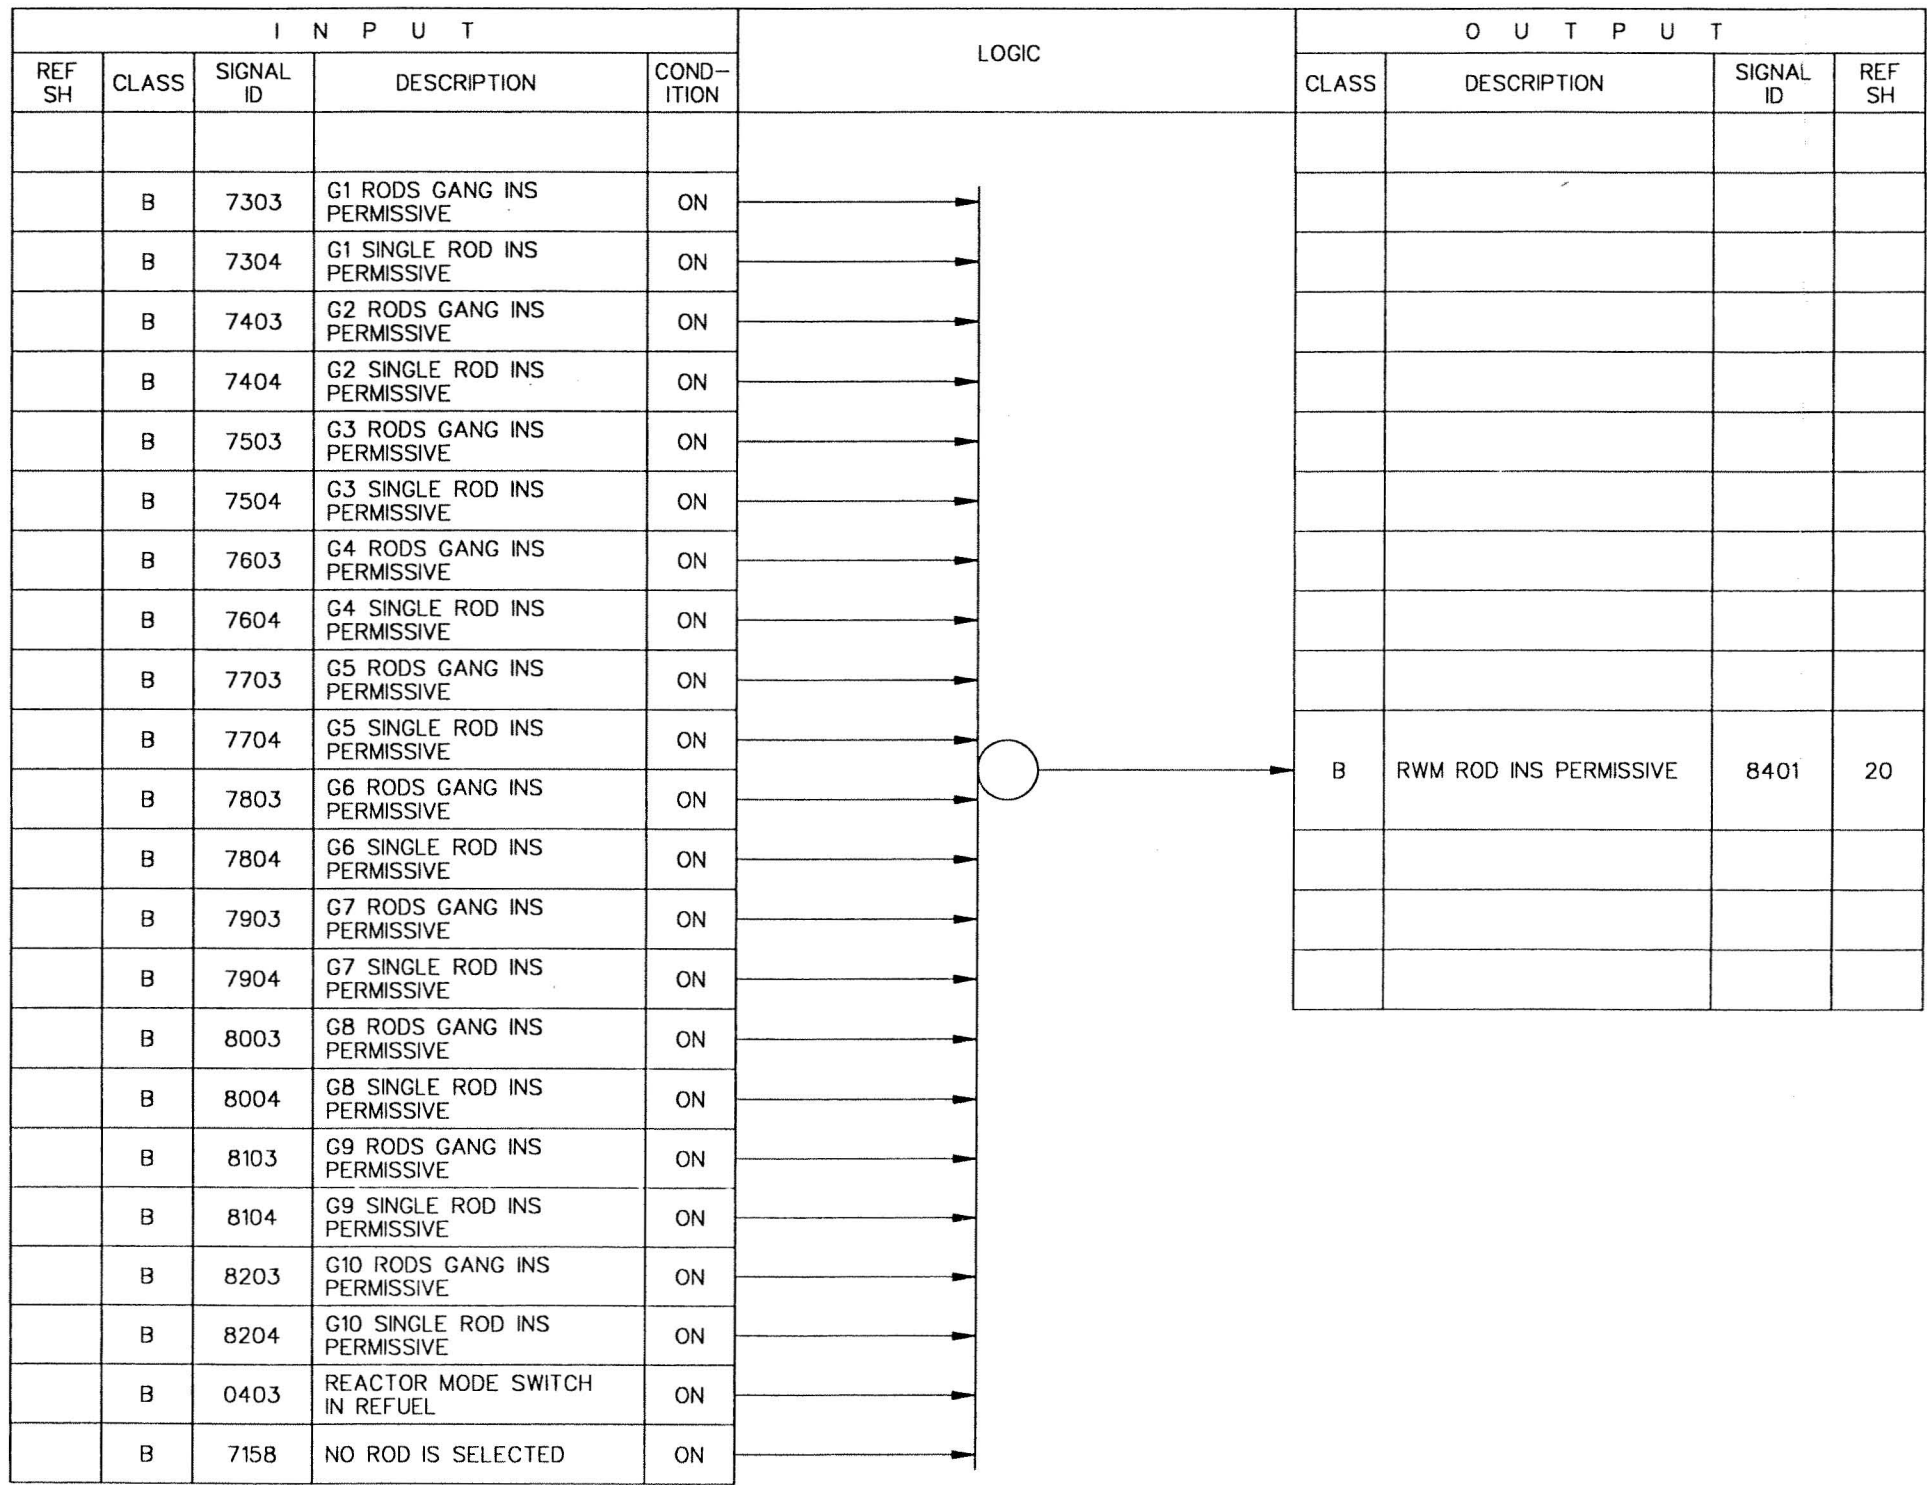 I N P U T
LOGIC
O U T P U T
REF SH
CLASS
SIGNAL ID
DESCRIPTION
COND- ITION
CLASS
DESCRIPTION
SIGNAL ID
REF SH
B 7303 G1 RODS GANG INS PERMISSIVE ON
B 7304 G1 SINGLE ROD INS PERMISSIVE ON
B 7403 G2 RODS GANG INS PERMISSIVE ON
B 7404 G2 SINGLE ROD INS PERMISSIVE ON
B 7503 G3 RODS GANG INS PERMISSIVE ON
B 7504 G3 SINGLE ROD INS PERMISSIVE ON
B 7603 G4 RODS GANG INS PERMISSIVE ON
B 7604 G4 SINGLE ROD INS PERMISSIVE ON
B 7703 G5 RODS GANG INS PERMISSIVE ON
B 7704 G5 SINGLE ROD INS PERMISSIVE ON
B RWM ROD INS PERMISSIVE 8401 20
B 7803 G6 RODS GANG INS PERMISSIVE ON
B 7804 G6 SINGLE ROD INS PERMISSIVE ON
B 7903 G7 RODS GANG INS PERMISSIVE ON
B 7904 G7 SINGLE ROD INS PERMISSIVE ON
B 8003 G8 RODS GANG INS PERMISSIVE ON
B 8004 G8 SINGLE ROD INS PERMISSIVE ON
B 8103 G9 RODS GANG INS PERMISSIVE ON
B 8104 G9 SINGLE ROD INS PERMISSIVE ON
B 8203 G10 RODS GANG INS PERMISSIVE ON
B 8204 G10 SINGLE ROD INS PERMISSIVE ON
B 0403 REACTOR MODE SWITCH IN REFUEL ON
B 7158 NO ROD IS SELECTED ON